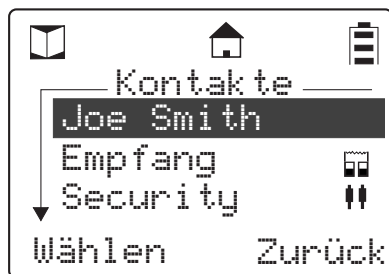 Kontakte
Joe Smith
Empfang
Security
Wählen Zurück